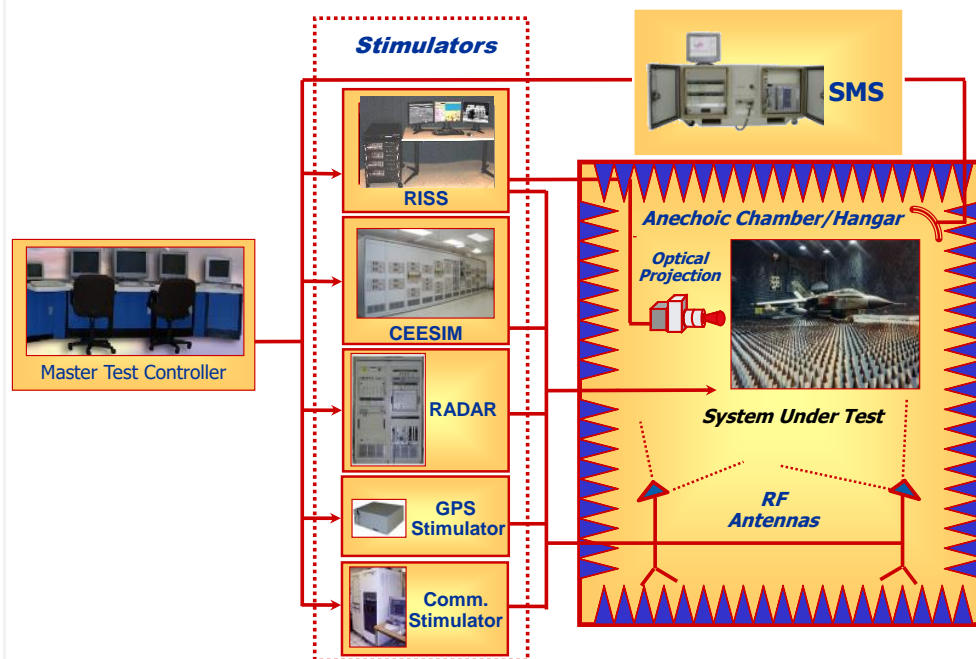 Stimulators
SMS
RISS
Anechoic Chamber/Hangar
Optical
Projection
CEESIM
Master Test Controller
RADAR
System Under Test
GPS
Stimulator
RF
Antennas
Comm.
Stimulator